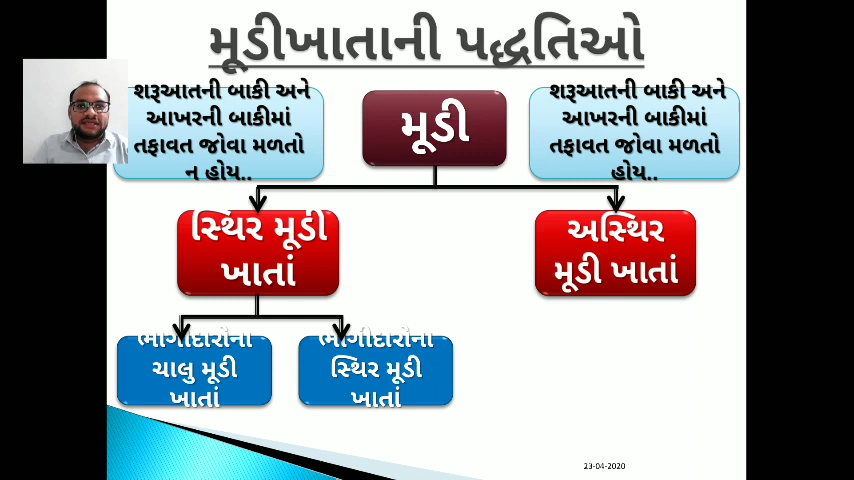 મૂડીખાતાની પદ્ધતિઓ
શરૂઆતની બાકી અને
આખરની બાકીમાં
તફાવત જોવા મળતો
ન હોય..
મૂડી
શરૂઆતની બાકી અને
આખરની બાકીમાં
તફાવત જોવા મળતો
હોય..
સ્થિર મૂડી
ખાતાં
અસ્થિર
મૂડી ખાતાં
ભાગીદારોના
ચાલુ મૂડી
ખાતાં
ભાગીદારોના
સ્થિર મૂડી
ખાતાં
23-04-2020